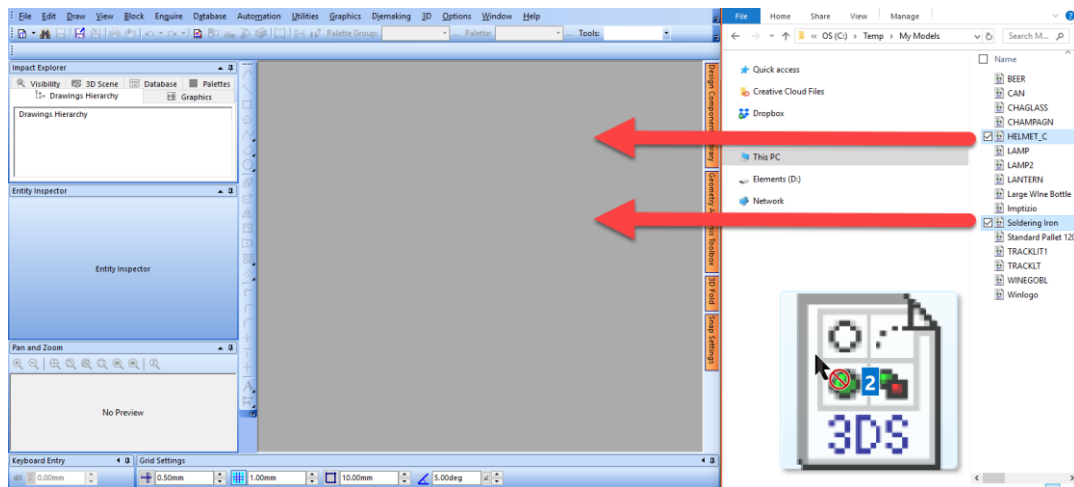 File Edit Draw View Block Enquire Database Automation Utilities Graphics Diemaking 3D Options Window Help
Palette Group: ... Palette: ... Tools:
Impact Explorer
Visibility 3D Scene Database Palettes
Drawings Hierarchy Graphics
Drawings Hierarchy
Entity Inspector
Entity Inspector
Pan and Zoom
No Preview
Keyboard Entry
dX 0.00mm
Grid Settings
0.50mm 1.00mm 10.00mm 5.00deg
Design Component Library
Geometry
Toolbox
3D Fold
Snap Settings
File Home Share View Manage
« OS (C:) > Temp > My Models
Search M...
Quick access
Creative Cloud Files
Dropbox
This PC
Elements (D:)
Network
Name
BEER
CAN
CHAGLASS
CHAMPAGN
HELMET_C
LAMP
LAMP2
LANTERN
Large WIne Bottle
Imptizio
Soldering Iron
Standard Pallet 120
TRACKLIT1
TRACKLT
WINEGOBL
Winlogo
2
3DS